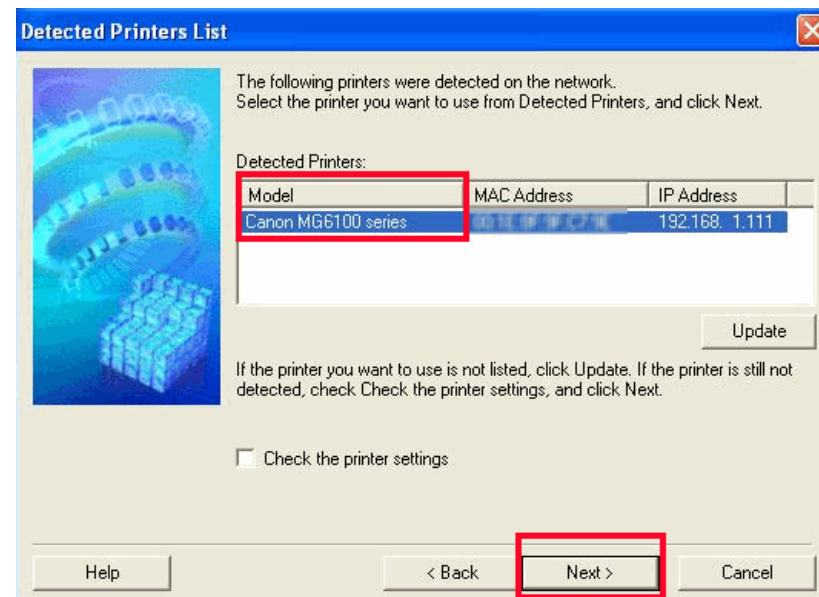 Detected Printers List
The following printers were detected on the network.
Select the printer you want to use from Detected Printers, and click Next.
Detected Printers:
Model MAC Address IP Address
Canon MG6100 series 192.168. 1.111
Update
If the printer you want to use is not listed, click Update. If the printer is still not
detected, check Check the printer settings, and click Next.
Check the printer settings
Help < Back Next > Cancel